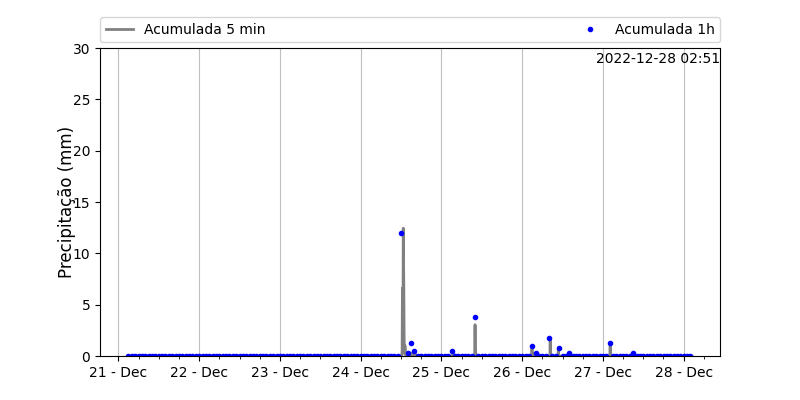 Acumulada 5 min
Acumulada 1h
2022-12-28 02:51
Precipitação (mm)
30
25
20
15
10
5
0
21 - Dec
22 - Dec
23 - Dec
24 - Dec
25 - Dec
26 - Dec
27 - Dec
28 - Dec